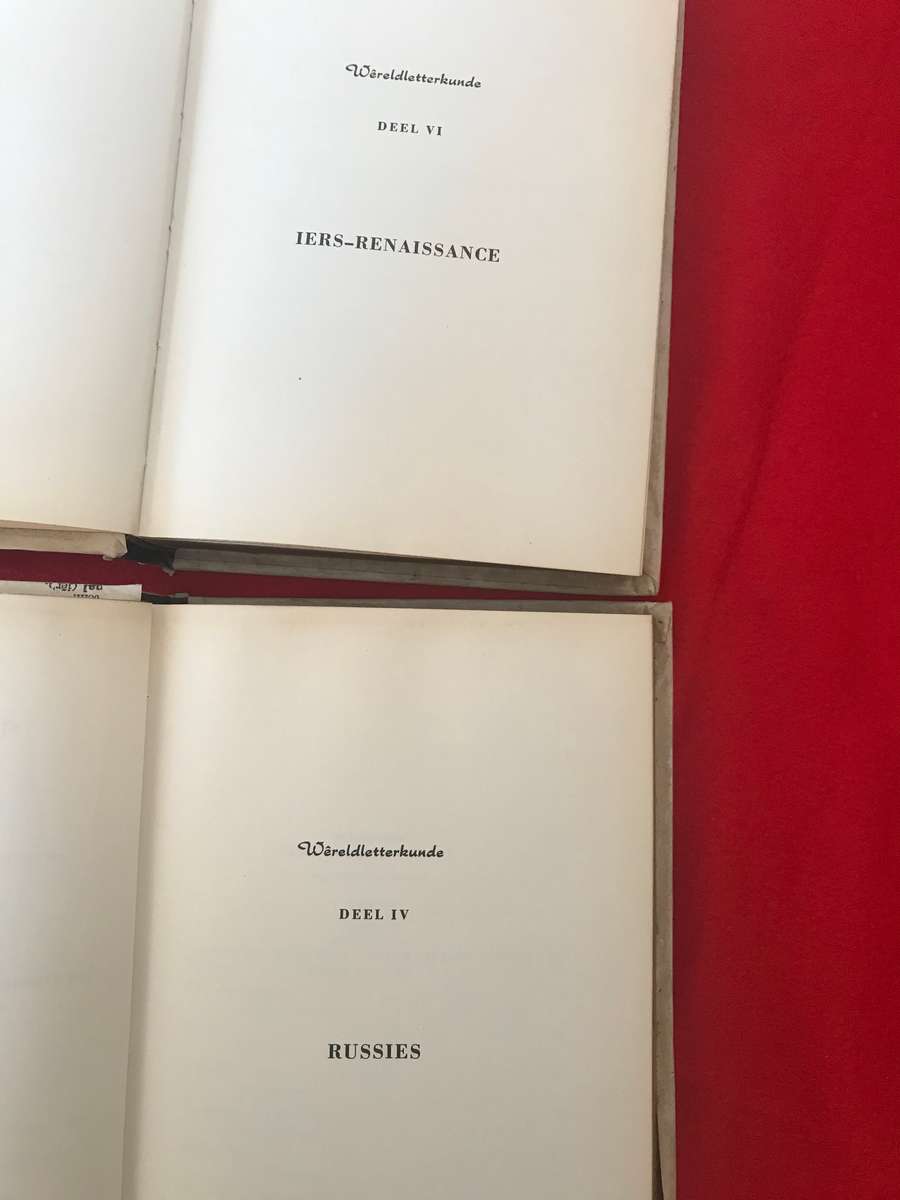 Wêreldletterkunde
DEEL VI
IERS–RENAISSANCE
Wêreldletterkunde
DEEL IV
RUSSIES